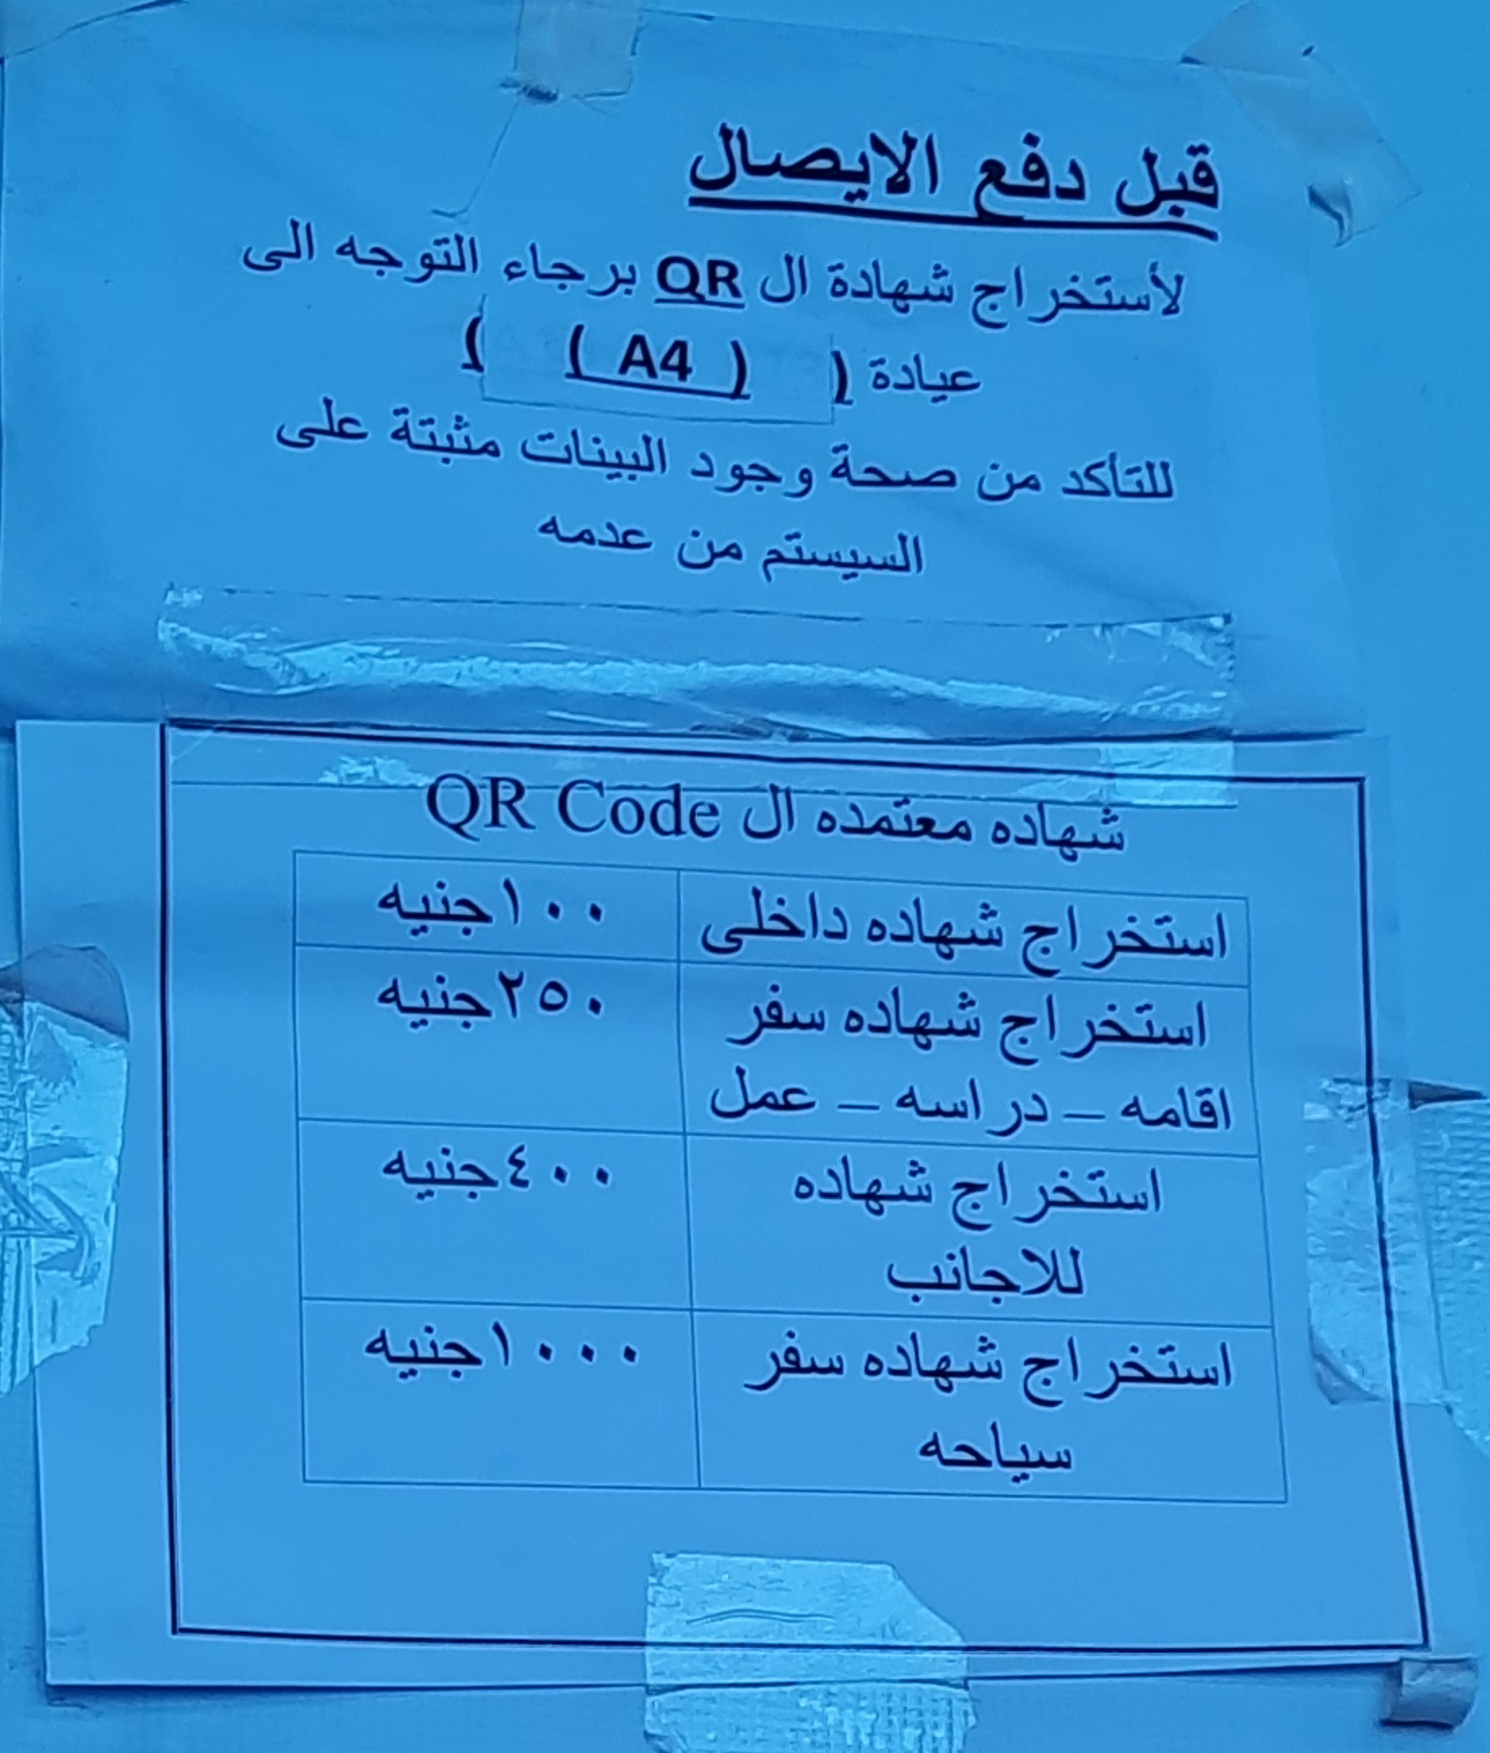 قبل دفع الايصال
لأستخراج شهادة ال QR برجاء التوجه الى
عيادة ( ( A4 ) )
للتأكد من صحة وجود البينات مثبتة على
السيستم من عدمه
شهاده معتمده ال QR Code
استخراج شهاده داخلى ١٠٠جنيه
استخراج شهاده سفر ٢٥٠جنيه
اقامه – دراسه – عمل
استخراج شهاده ٤٠٠جنيه
للاجانب
استخراج شهاده سفر ١٠٠٠جنيه
سياحه